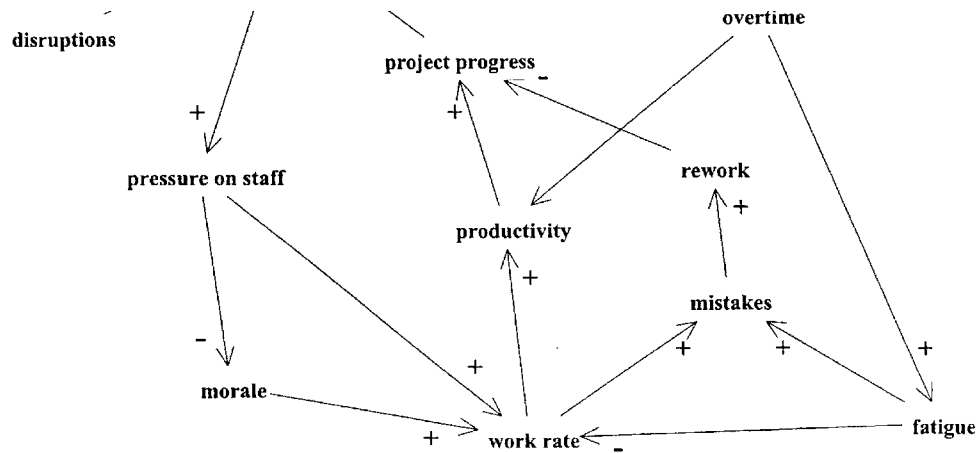 overtime
disruptions
project progress
-
+
+
pressure on staff
rework
+
productivity
+
mistakes
-
+
+
+
+
morale
+
work rate
-
fatigue